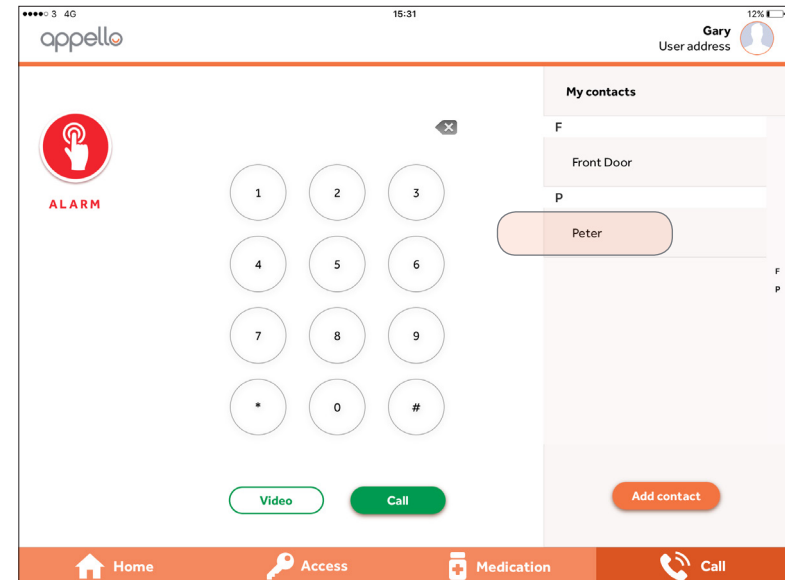 3 4G
15:31
12%
appello
Gary
User address
My contacts
F
Front Door
P
Peter
F
P
ALARM
1 2 3
4 5 6
7 8 9
* 0 #
Video
Call
Add contact
Home
Access
Medication
Call